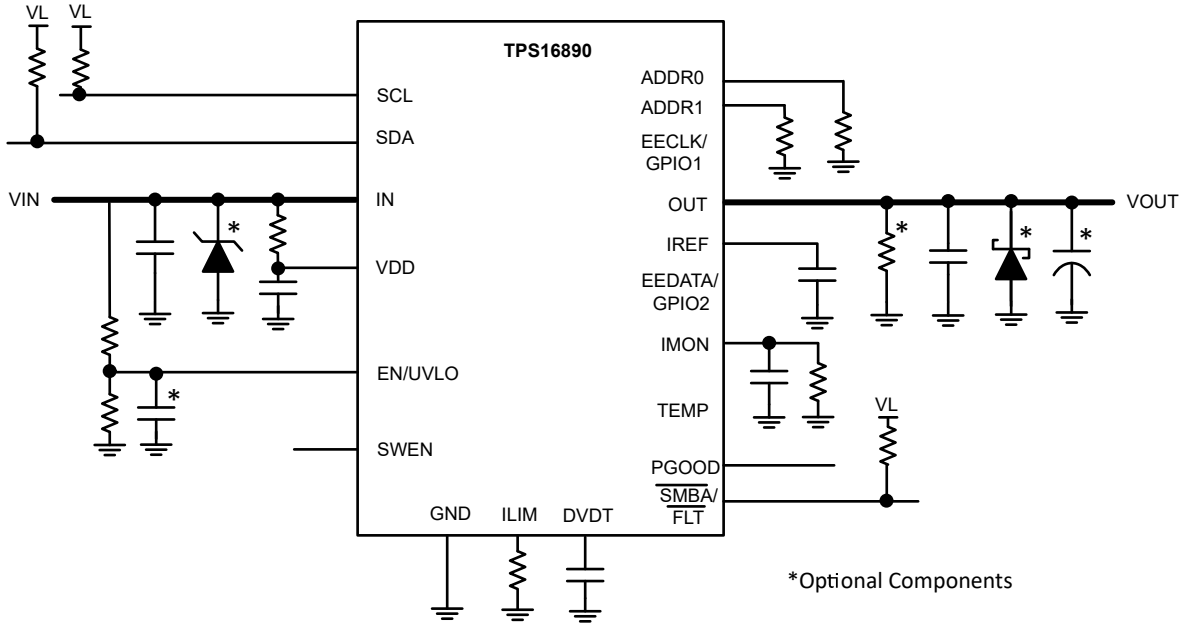 VL
VL
TPS16890
SCL
SDA
IN
VDD
EN/UVLO
SWEN
GND
ILIM
DVDT
ADDR0
ADDR1
EECLK/
GPIO1
OUT
IREF
EEDATA/
GPIO2
IMON
TEMP
PGOOD
SMBA/
FLT
VIN
*
*
VOUT
*
*
*
VL
*Optional Components